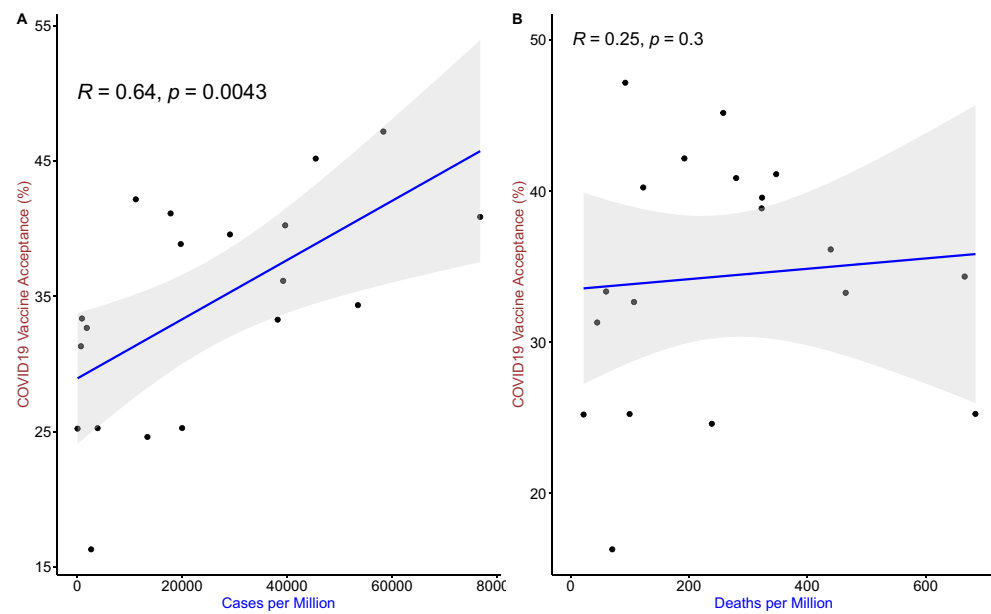 A
R = 0.64, p = 0.0043
55
45
35
25
15
COVID19 Vaccine Acceptance (%)
0 20000 40000 60000 8000
Cases per Million
B
R = 0.25, p = 0.3
50
40
30
20
COVID19 Vaccine Acceptance (%)
0 200 400 600
Deaths per Million